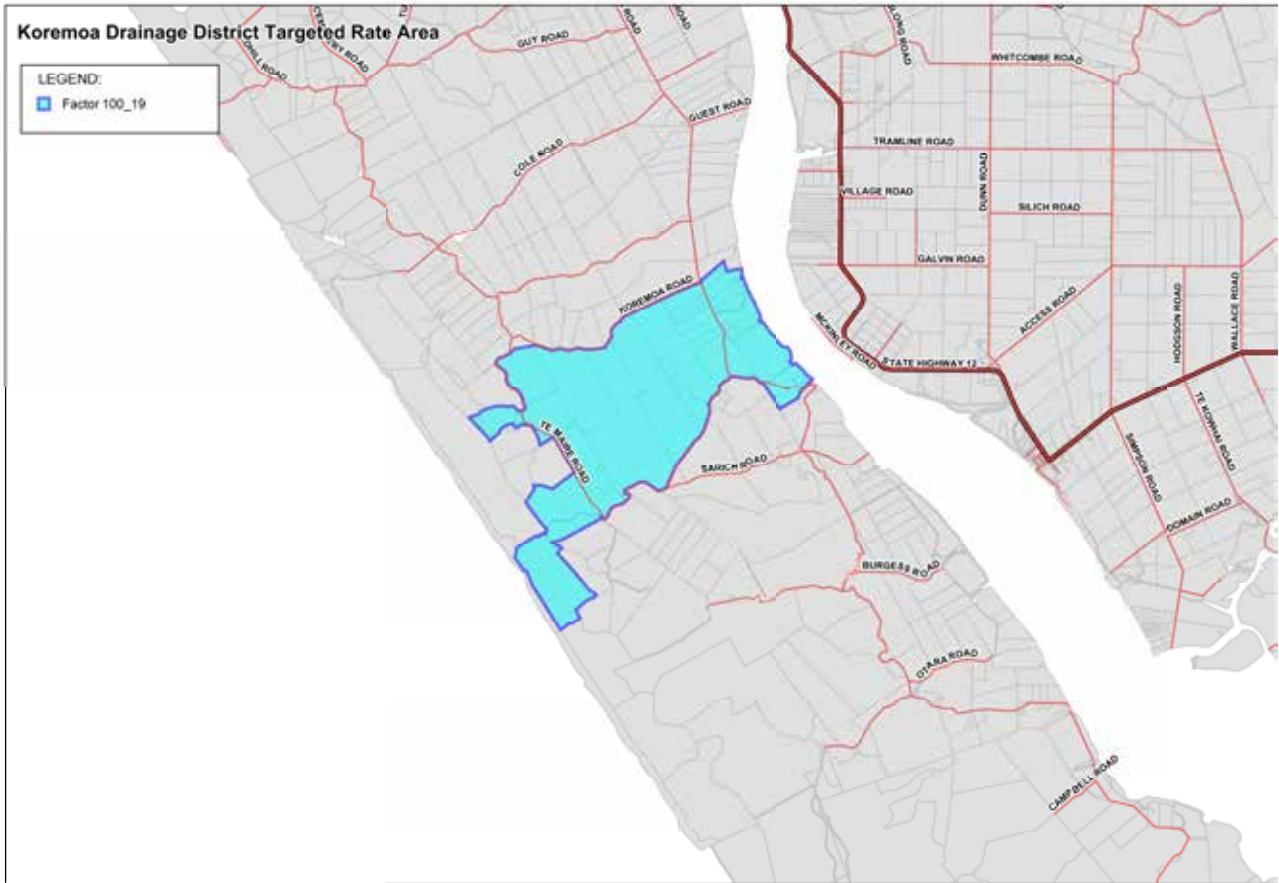 Koremoa Drainage District Targeted Rate Area
LEGEND:
Factor 100_19
GUY ROAD
ROAD
ROAD
WHITCOMBE ROAD
GUEST ROAD
COLE ROAD
TRAMLINE ROAD
DUNN ROAD
VILLAGE ROAD
SILICH ROAD
GALVIN ROAD
KOREMOA ROAD
ACCESS ROAD
HODGSON ROAD
WALLACE ROAD
MCKINLEY ROAD
STATE HIGHWAY 12
TE MAIRE ROAD
SARICH ROAD
SIMPSON ROAD
TE KOWHAI ROAD
DOMAIN ROAD
BURGESS ROAD
OTARA ROAD
CAMPBELL ROAD